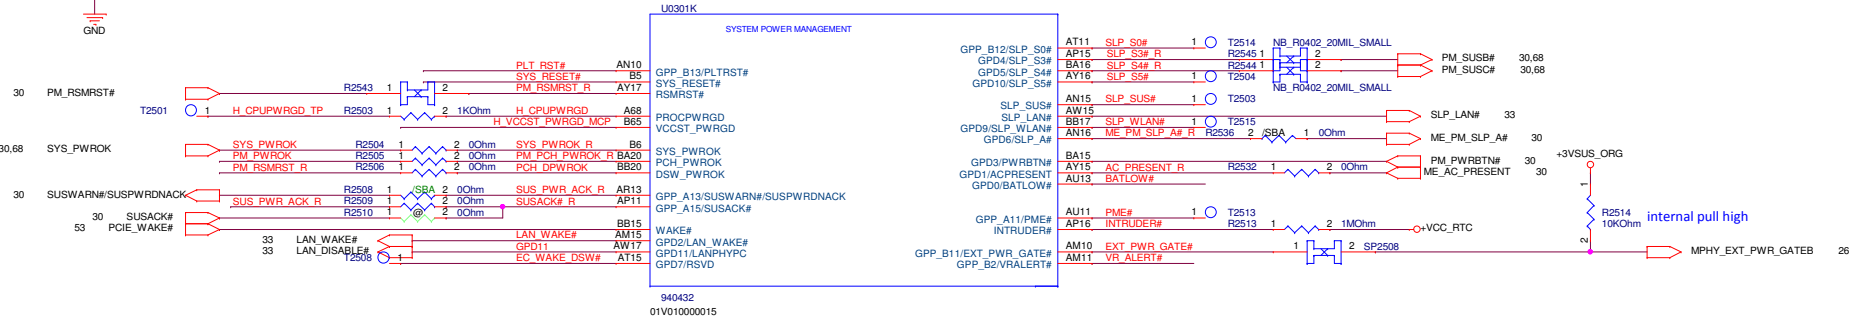 GND
U0301K
SYSTEM POWER MANAGEMENT
PLT_RST# AN10 GPP_B13/PLTRST#
SYS_RESET# B5 SYS_RESET#
30 PM_RSMRST# R2543 1 2 PM_RSMRST_R AY17 RSMRST#
T2501 1 H_CPUPWRGD_TP R2503 1 2 1KOhm H_CPUPWRGD A68 PROCPWRGD
H_VCCST_PWRGD_MCP B65 VCCST_PWRGD
30,68 SYS_PWROK SYS_PWROK R2504 1 2 0Ohm SYS_PWROK_R B6 SYS_PWROK
PM_PWROK R2505 1 2 0Ohm PM_PCH_PWROK_R BA20 PCH_PWROK
PM_RSMRST_R R2506 1 2 0Ohm PCH_DPWROK BB20 DSW_PWROK
30 SUSWARN#/SUSPWRDNACK R2508 1 /SBA 2 0Ohm SUS_PWR_ACK_R AR13 GPP_A13/SUSWARN#/SUSPWRDNACK
SUS_PWR_ACK_R R2509 1 2 0Ohm SUSACK#_R AP11 GPP_A15/SUSACK#
30 SUSACK# R2510 1 @ 2 0Ohm
53 PCIE_WAKE# BB15 WAKE#
33 LAN_WAKE# LAN_WAKE# AM15 GPD2/LAN_WAKE#
33 LAN_DISABLE# GPD11 AW17 GPD11/LANPHYPC
T2508 1 EC_WAKE_DSW# AT15 GPD7/RSVD
GPP_B12/SLP_S0# AT11 SLP_S0# 1 T2514 NB_R0402_20MIL_SMALL
GPD4/SLP_S3# AP15 SLP_S3#_R R2545 1 2 PM_SUSB# 30,68
GPD5/SLP_S4# BA16 SLP_S4#_R R2544 1 2 PM_SUSC# 30,68
GPD10/SLP_S5# AY16 SLP_S5# 1 T2504 NB_R0402_20MIL_SMALL
SLP_SUS# AN15 SLP_SUS# 1 T2503
SLP_LAN# AW15 SLP_LAN# 33
GPD9/SLP_WLAN# BB17 SLP_WLAN# 1 T2515
GPD6/SLP_A# AN16 ME_PM_SLP_A#_R R2536 2 /SBA 1 0Ohm ME_PM_SLP_A# 30
GPD3/PWRBTN# BA15 PM_PWRBTN# 30
GPD1/ACPRESENT AY15 AC_PRESENT_R R2532 1 2 0Ohm ME_AC_PRESENT 30
GPD0/BATLOW# AU13 BATLOW#
GPP_A11/PME# AU11 PME# 1 T2513
INTRUDER# AP16 INTRUDER# R2513 1 2 1MOhm +VCC_RTC
GPP_B11/EXT_PWR_GATE# AM10 EXT_PWR_GATE# 1 2 SP2508 MPHY_EXT_PWR_GATEB 26
GPP_B2/VRALERT# AM11 VR_ALERT#
+3VSUS_ORG
1
R2514
10KOhm
2
internal pull high
940432
01V010000015